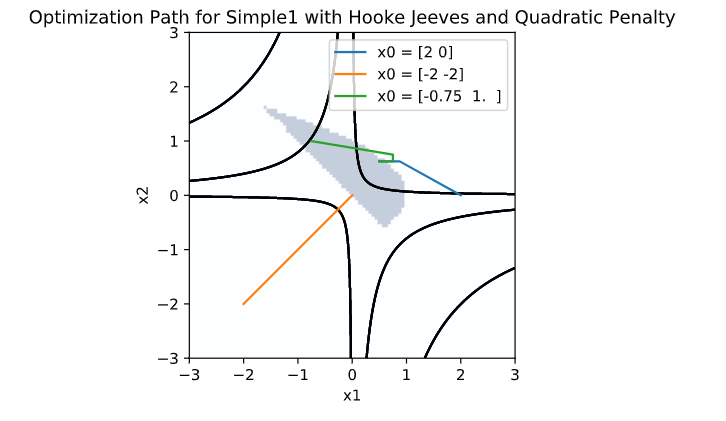 Optimization Path for Simple1 with Hooke Jeeves and Quadratic Penalty
3
x0 = [2 0]
x0 = [-2 -2]
x0 = [-0.75  1.  ]
2
1
0
−1
−2
−3
x2
−3
−2
−1
0
1
2
3
x1